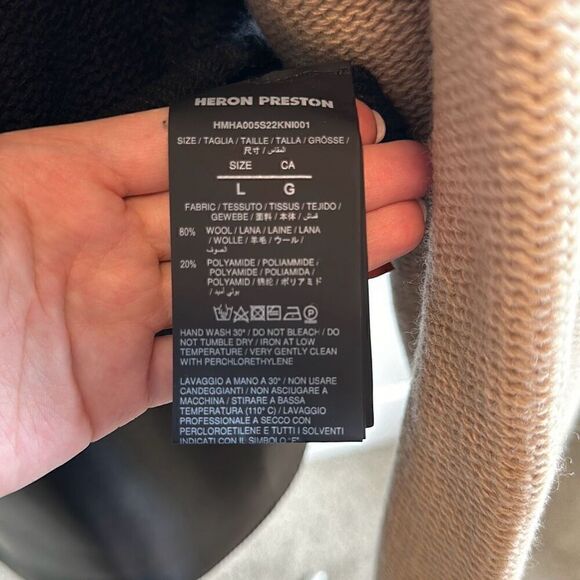 HERON PRESTON
HMHA005S22KNI001
SIZE / TAGLIA / TAILLE / TALLA / GRÖSSE /
尺寸 / المقاس
SIZE CA
L G
FABRIC / TESSUTO / TISSUS / TEJIDO /
GEWEBE / 面料 / 本体 / قماش
80% WOOL / LANA / LAINE / LANA
/ WOLLE / 羊毛 / ウール /
الصوف
20% POLYAMIDE / POLIAMMIDE /
POLYAMIDE / POLIAMIDA /
POLYAMID / 锦纶 / ポリアミド
/ بولي أميد
HAND WASH 30° / DO NOT BLEACH / DO
NOT TUMBLE DRY / IRON AT LOW
TEMPERATURE / VERY GENTLY CLEAN
WITH PERCHLORETHYLENE
LAVAGGIO A MANO A 30° / NON USARE
CANDEGGIANTI / NON ASCIUGARE A
MACCHINA / STIRARE A BASSA
TEMPERATURA (110° C) / LAVAGGIO
PROFESSIONALE A SECCO CON
PERCLOROETILENE E TUTTI I SOLVENTI
INDICATI CON IL SIMBOLO "F"